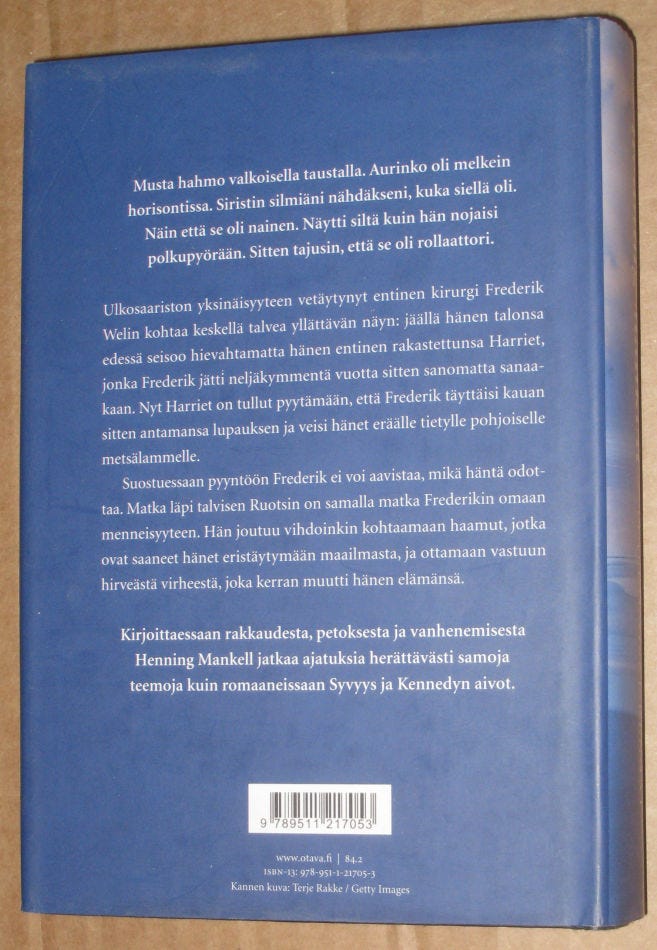 Musta hahmo valkoisella taustalla. Aurinko oli melkein
horisontissa. Siristin silmiäni nähdäkseni, kuka siellä oli.
Näin että se oli nainen. Näytti siltä kuin hän nojaisi
polkupyörään. Sitten tajusin, että se oli rollaattori.
Ulkosaariston yksinäisyyteen vetäytynyt entinen kirurgi Frederik
Welin kohtaa keskellä talvea yllättävän näyn: jäällä hänen talonsa
edessä seisoo hievahtamatta hänen entinen rakastettunsa Harriet,
jonka Frederik jätti neljäkymmentä vuotta sitten sanomatta sanaa-
kaan. Nyt Harriet on tullut pyytämään, että Frederik täyttäisi kauan
sitten antamansa lupauksen ja veisi hänet eräälle tietylle pohjoiselle
metsälammelle.
Suostuessaan pyyntöön Frederik ei voi aavistaa, mikä häntä odot-
taa. Matka läpi talvisen Ruotsin on samalla matka Frederikin omaan
menneisyyteen. Hän joutuu vihdoinkin kohtaamaan haamut, jotka
ovat saaneet hänet eristäytymään maailmasta, ja ottamaan vastuun
hirveästä virheestä, joka kerran muutti hänen elämänsä.
Kirjoittaessaan rakkaudesta, petoksesta ja vanhenemisesta
Henning Mankell jatkaa ajatuksia herättävästi samoja
teemoja kuin romaaneissaan Syvyys ja Kennedyn aivot.
9 789511 217053
www.otava.fi | 84.2
ISBN-13: 978-951-1-21705-3
Kannen kuva: Terje Rakke / Getty Images